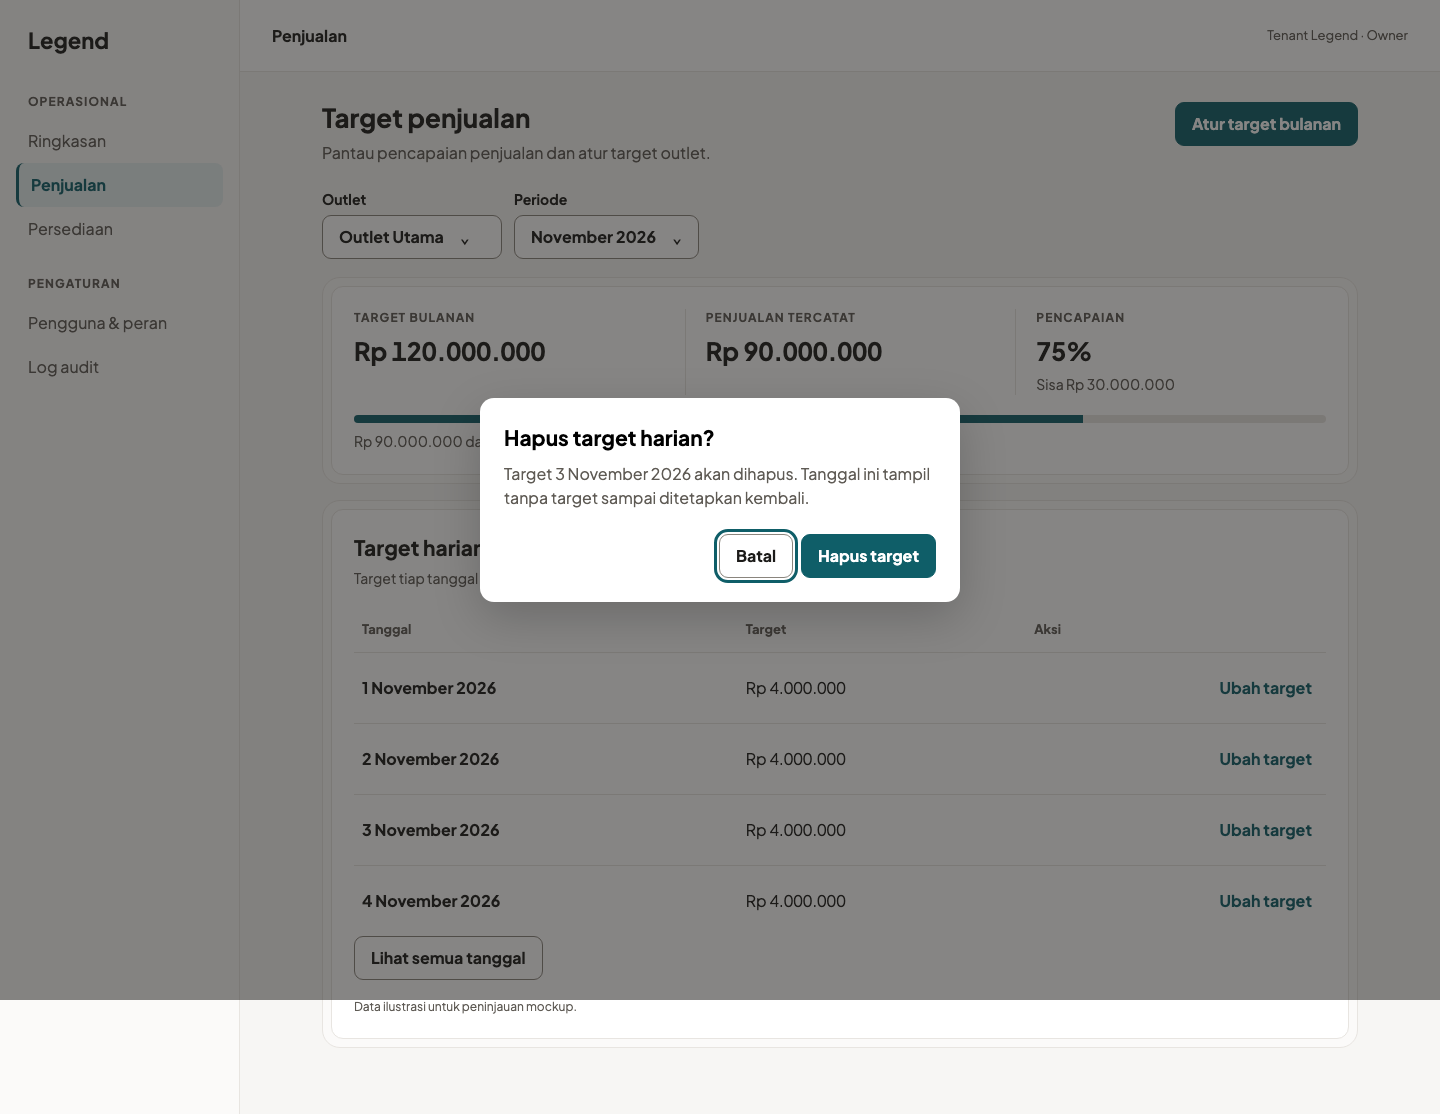 Legend
OPERASIONAL
Ringkasan
Penjualan
Persediaan
PENGATURAN
Pengguna & peran
Log audit
Penjualan
Tenant Legend · Owner
Target penjualan
Pantau pencapaian penjualan dan atur target outlet.
Atur target bulanan
Outlet
Outlet Utama
Periode
November 2026
TARGET BULANAN
Rp 120.000.000
PENJUALAN TERCATAT
Rp 90.000.000
PENCAPAIAN
75%
Sisa Rp 30.000.000
Rp 90.000.000 da
Hapus target harian?
Target 3 November 2026 akan dihapus. Tanggal ini tampil
tanpa target sampai ditetapkan kembali.
Batal
Hapus target
Target harian
Target tiap tanggal
Tanggal Target Aksi
1 November 2026 Rp 4.000.000 Ubah target
2 November 2026 Rp 4.000.000 Ubah target
3 November 2026 Rp 4.000.000 Ubah target
4 November 2026 Rp 4.000.000 Ubah target
Lihat semua tanggal
Data ilustrasi untuk peninjauan mockup.